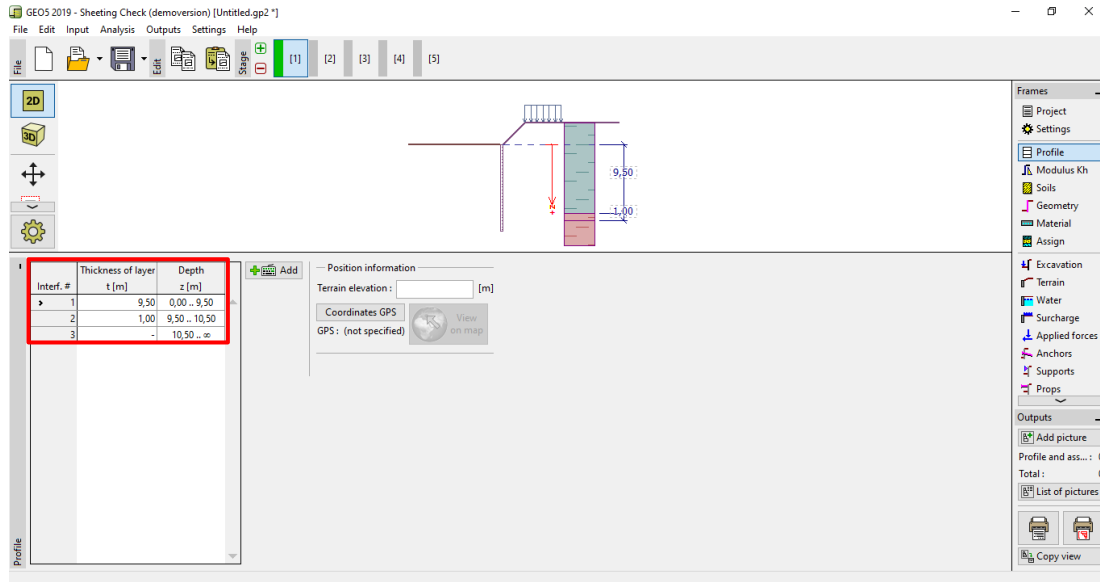 GEO5 2019 - Sheeting Check (demoversion) [Untitled.gp2 *]
File Edit Input Analysis Outputs Settings Help
File
Edit
Stage
[1] [2] [3] [4] [5]
2D
3D
9,50
+z
1,00
Frames
Project
Settings
Profile
Modulus Kh
Soils
Geometry
Material
Assign
Excavation
Terrain
Water
Surcharge
Applied forces
Anchors
Supports
Props
Outputs
Add picture
Profile and ass... : 0
Total : 0
List of pictures
Copy view
Interf. # Thickness of layer t [m] Depth z [m]
1 9,50 0,00 .. 9,50
2 1,00 9,50 .. 10,50
3 - 10,50 .. ∞
Add
Position information
Terrain elevation : [m]
Coordinates GPS
GPS : (not specified)
View
on map
Profile